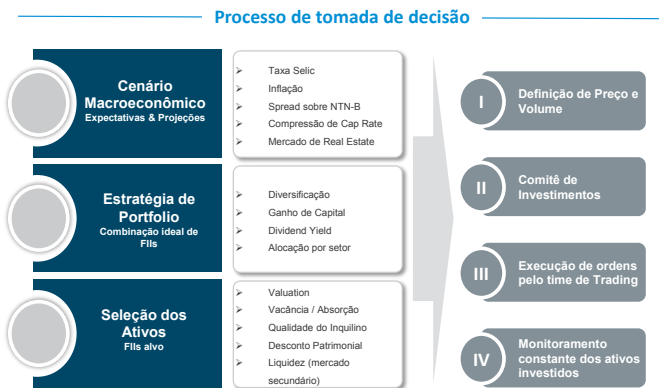 Processo de tomada de decisão
Cenário
Macroeconômico
Expectativas & Projeções
Taxa Selic
Inflação
Spread sobre NTN-B
Compressão de Cap Rate
Mercado de Real Estate
Estratégia de
Portfolio
Combinação ideal de
FIIs
Diversificação
Ganho de Capital
Dividend Yield
Alocação por setor
Seleção dos
Ativos
FIIs alvo
Valuation
Vacância / Absorção
Qualidade do Inquilino
Desconto Patrimonial
Liquidez (mercado
secundário)
I
Definição de Preço e
Volume
II
Comitê de
Investimentos
III
Execução de ordens
pelo time de Trading
IV
Monitoramento
constante dos ativos
investidos